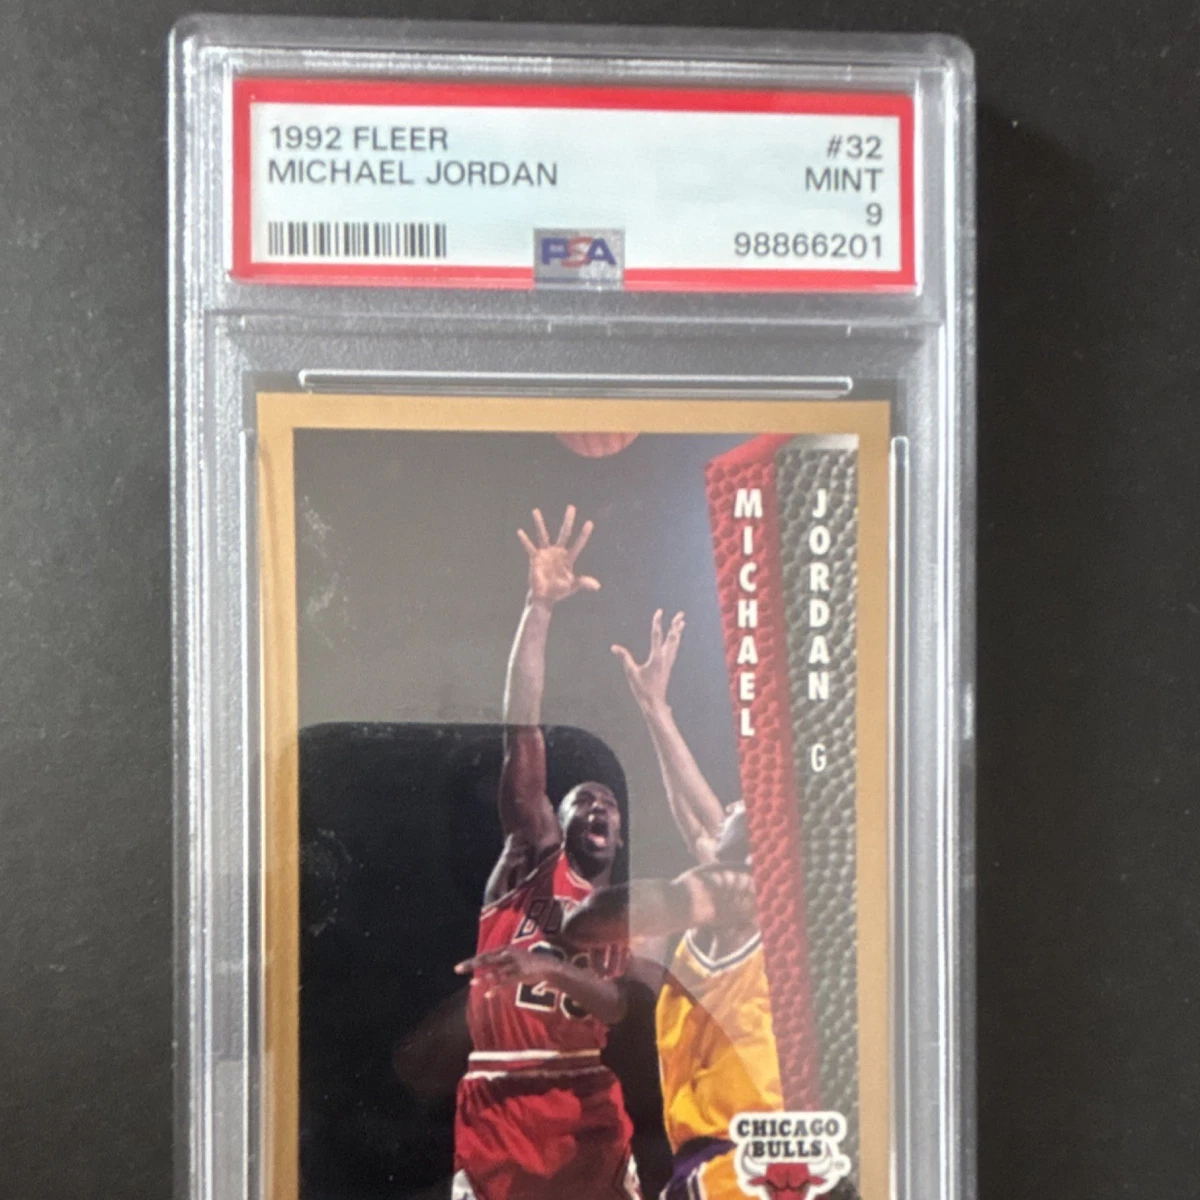 1992 FLEER #32
MICHAEL JORDAN MINT
9
PSA 98866201
MICHAEL
JORDAN G
CHICAGO
BULLS